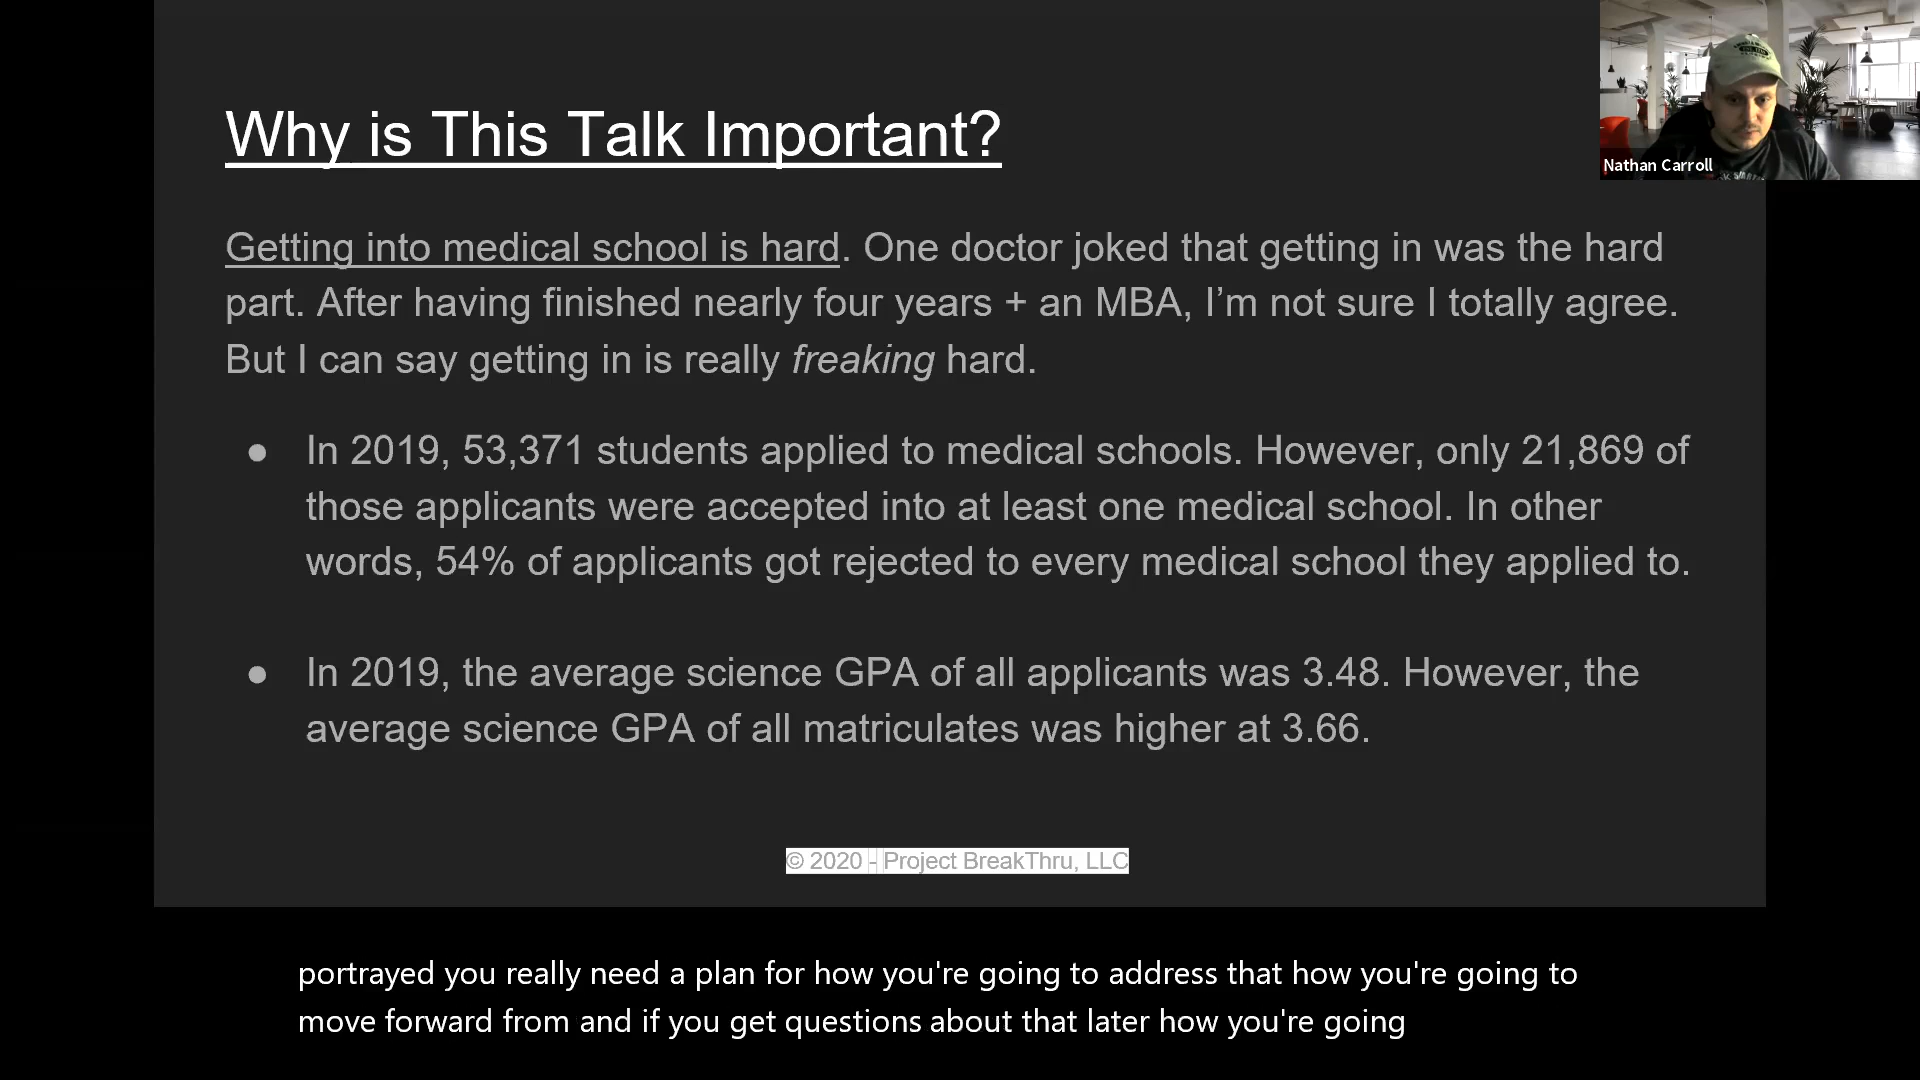 Why is This Talk Important?
Nathan Carroll
Getting into medical school is hard. One doctor joked that getting in was the hard
part. After having finished nearly four years + an MBA, I’m not sure I totally agree.
But I can say getting in is really freaking hard.
● In 2019, 53,371 students applied to medical schools. However, only 21,869 of
those applicants were accepted into at least one medical school. In other
words, 54% of applicants got rejected to every medical school they applied to.
● In 2019, the average science GPA of all applicants was 3.48. However, the
average science GPA of all matriculates was higher at 3.66.
© 2020 - Project BreakThru, LLC
portrayed you really need a plan for how you're going to address that how you're going to
move forward from and if you get questions about that later how you're going